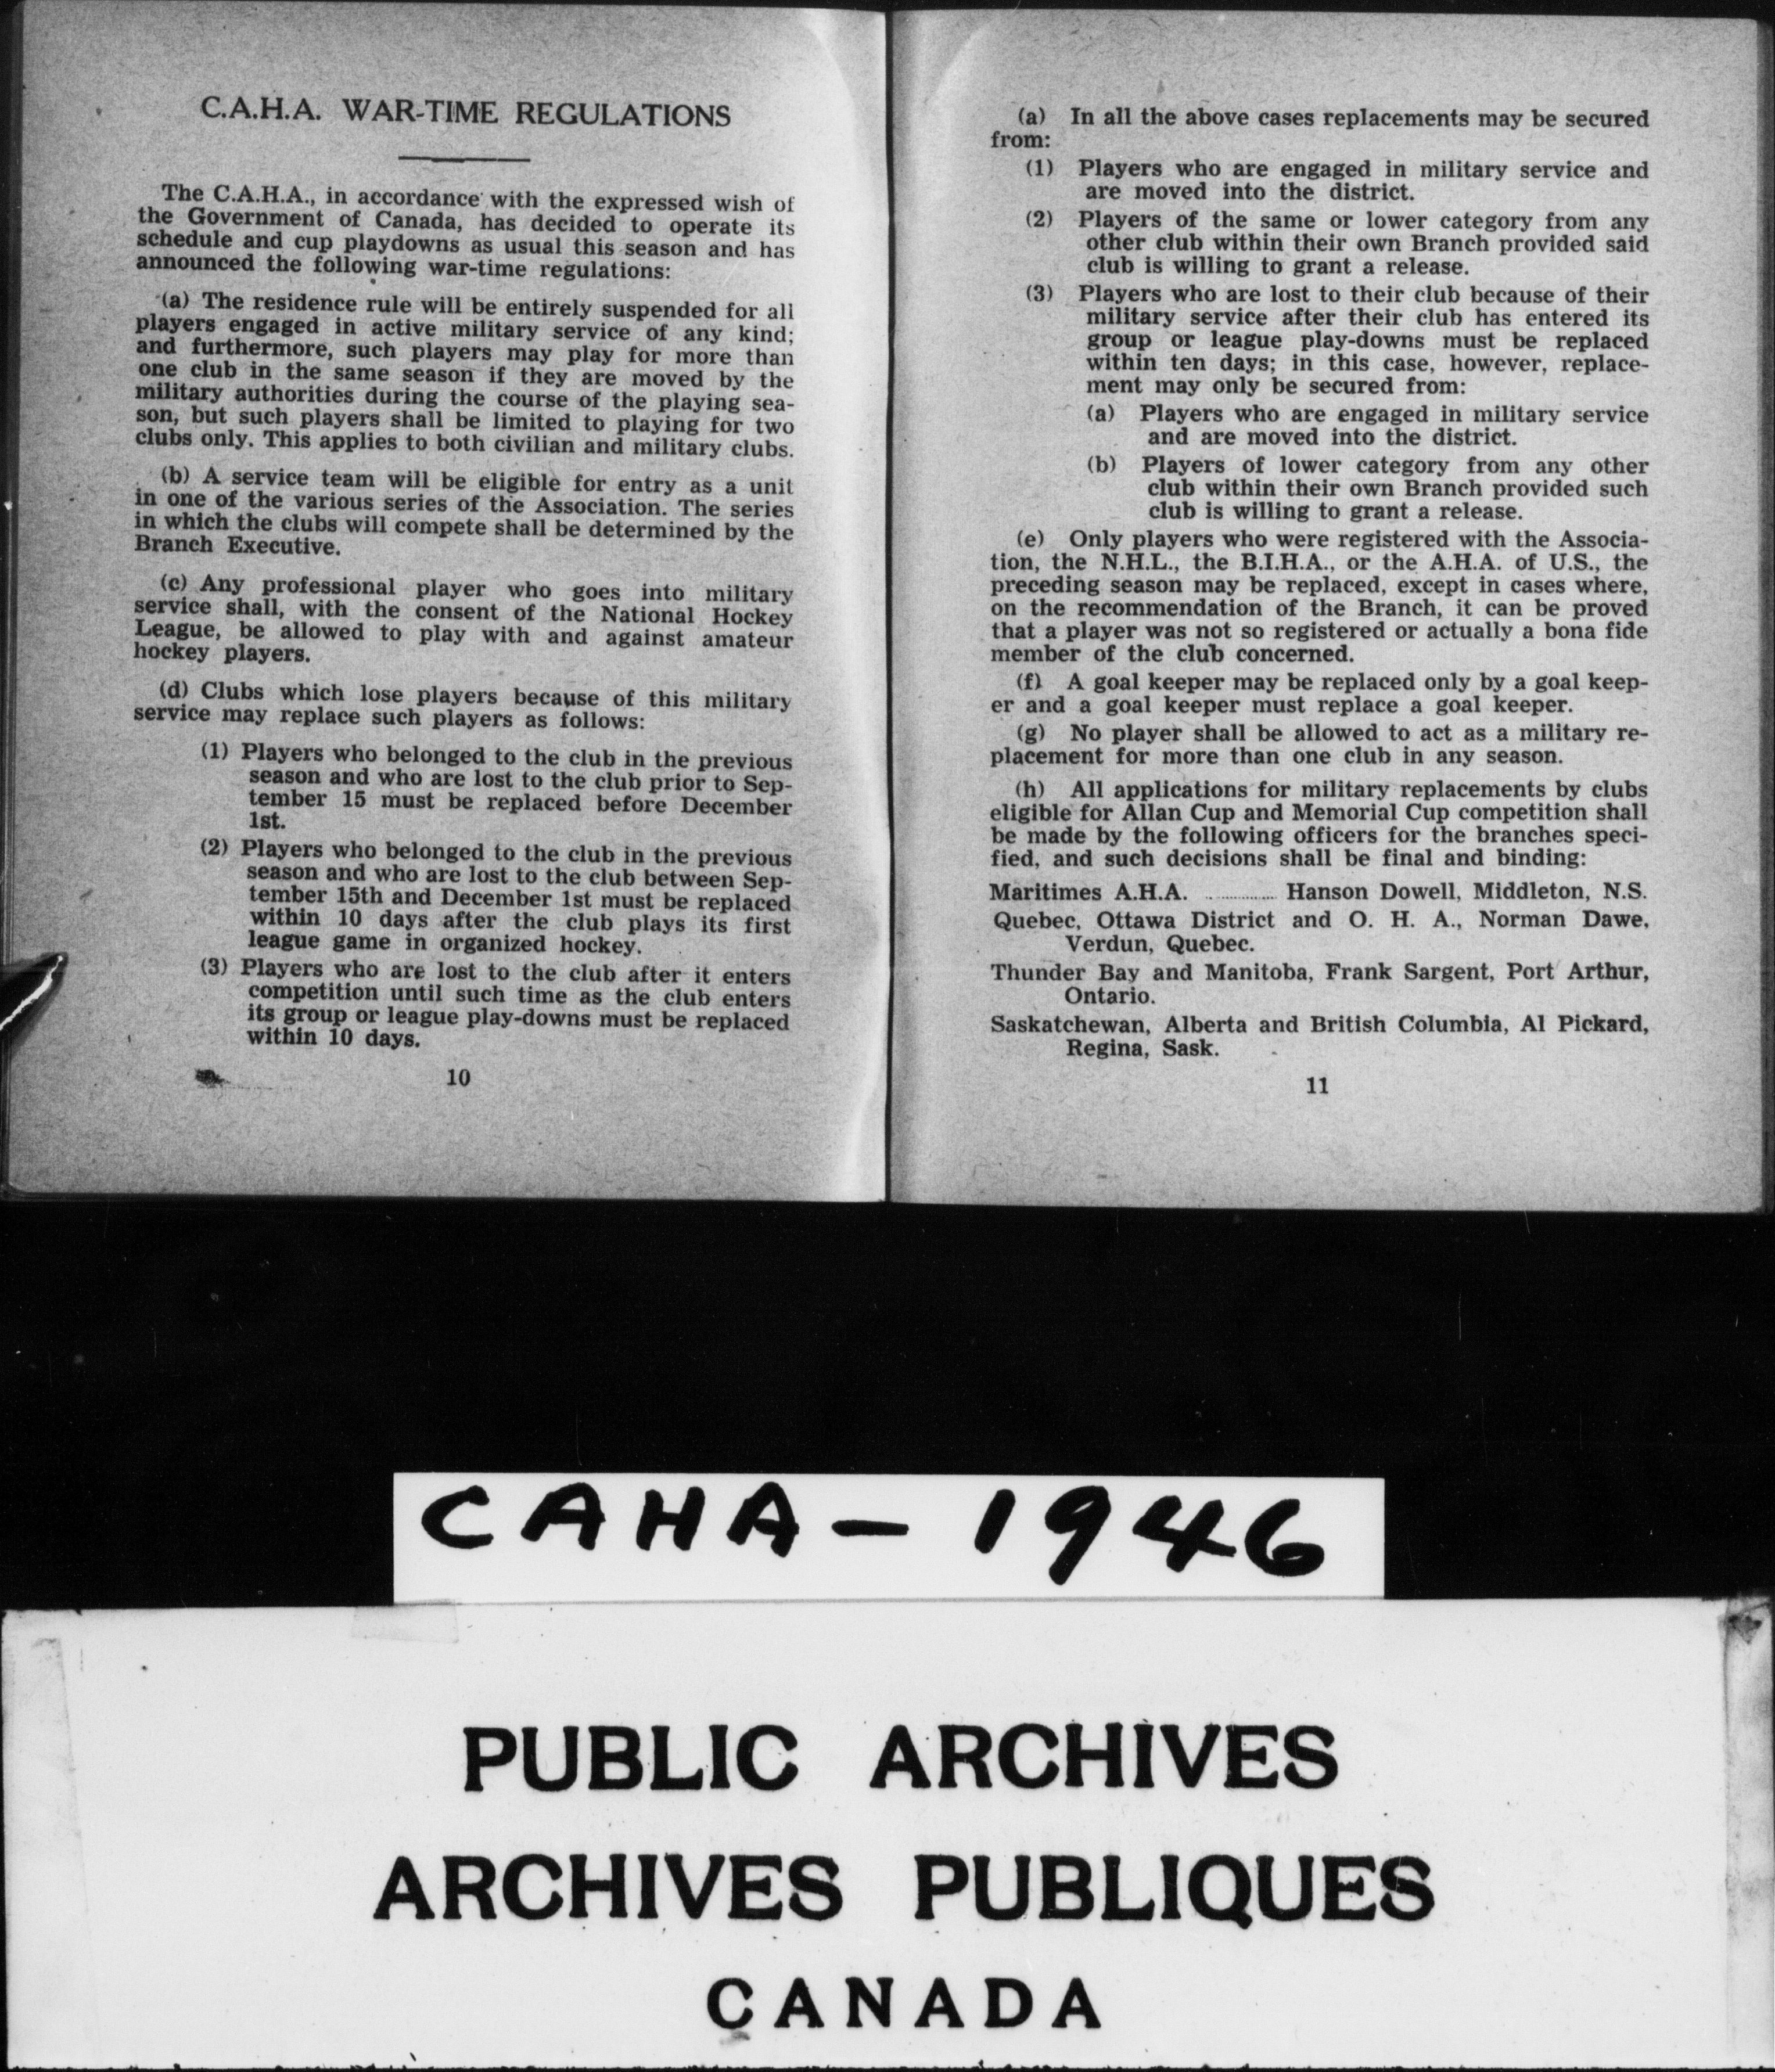 C.A.H.A. WAR-TIME REGULATIONS
The C.A.H.A., in accordance with the expressed wish of
the Government of Canada, has decided to operate its
schedule and cup playdowns as usual this season and has
announced the following war-time regulations:
(a) The residence rule will be entirely suspended for all
players engaged in active military service of any kind;
and furthermore, such players may play for more than
one club in the same season if they are moved by the
military authorities during the course of the playing sea-
son, but such players shall be limited to playing for two
clubs only. This applies to both civilian and military clubs.
(b) A service team will be eligible for entry as a unit
in one of the various series of the Association. The series
in which the clubs will compete shall be determined by the
Branch Executive.
(c) Any professional player who goes into military
service shall, with the consent of the National Hockey
League, be allowed to play with and against amateur
hockey players.
(d) Clubs which lose players because of this military
service may replace such players as follows:
(1) Players who belonged to the club in the previous
season and who are lost to the club prior to Sep-
tember 15 must be replaced before December
1st.
(2) Players who belonged to the club in the previous
season and who are lost to the club between Sep-
tember 15th and December 1st must be replaced
within 10 days after the club plays its first
league game in organized hockey.
(3) Players who are lost to the club after it enters
competition until such time as the club enters
its group or league play-downs must be replaced
within 10 days.
10
(a) In all the above cases replacements may be secured
from:
(1) Players who are engaged in military service and
are moved into the district.
(2) Players of the same or lower category from any
other club within their own Branch provided said
club is willing to grant a release.
(3) Players who are lost to their club because of their
military service after their club has entered its
group or league play-downs must be replaced
within ten days; in this case, however, replace-
ment may only be secured from:
(a) Players who are engaged in military service
and are moved into the district.
(b) Players of lower category from any other
club within their own Branch provided such
club is willing to grant a release.
(e) Only players who were registered with the Associa-
tion, the N.H.L., the B.I.H.A., or the A.H.A. of U.S., the
preceding season may be replaced, except in cases where,
on the recommendation of the Branch, it can be proved
that a player was not so registered or actually a bona fide
member of the club concerned.
(f) A goal keeper may be replaced only by a goal keep-
er and a goal keeper must replace a goal keeper.
(g) No player shall be allowed to act as a military re-
placement for more than one club in any season.
(h) All applications for military replacements by clubs
eligible for Allan Cup and Memorial Cup competition shall
be made by the following officers for the branches speci-
fied, and such decisions shall be final and binding:
Maritimes A.H.A. .............. Hanson Dowell, Middleton, N.S.
Quebec, Ottawa District and O. H. A., Norman Dawe,
Verdun, Quebec.
Thunder Bay and Manitoba, Frank Sargent, Port Arthur,
Ontario.
Saskatchewan, Alberta and British Columbia, Al Pickard,
Regina, Sask.
11
CAHA - 1946
PUBLIC ARCHIVES
ARCHIVES PUBLIQUES
CANADA